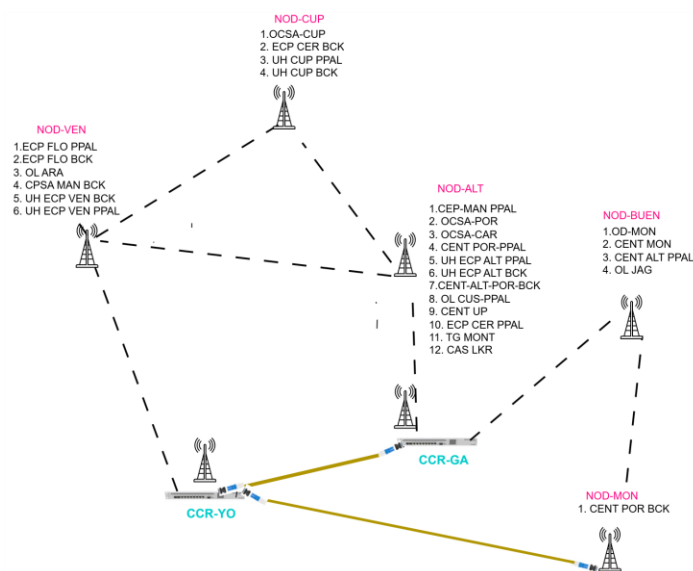 NOD-CUP
1.OCSA-CUP
2. ECP CER BCK
3. UH CUP PPAL
4. UH CUP BCK
NOD-VEN
1.ECP FLO PPAL
2.ECP FLO BCK
3. OL ARA
4. CPSA MAN BCK
5. UH ECP VEN BCK
6. UH ECP VEN PPAL
NOD-ALT
1.CEP-MAN PPAL
2. OCSA-POR
3. OCSA-CAR
4. CENT POR-PPAL
5. UH ECP ALT PPAL
6. UH ECP ALT BCK
7.CENT-ALT-POR-BCK
8. OL CUS-PPAL
9. CENT UP
10. ECP CER PPAL
11. TG MONT
12. CAS LKR
NOD-BUEN
1.OD-MON
2. CENT MON
3. CENT ALT PPAL
4. OL JAG
CCR-GA
CCR-YO
NOD-MON
1. CENT POR BCK